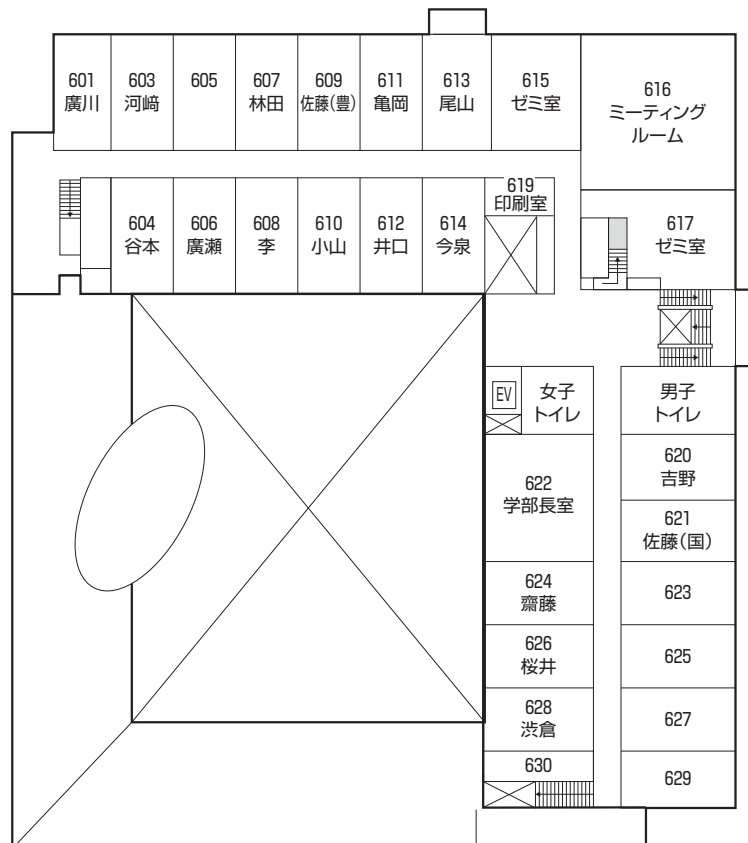 601
廣川
603
河﨑
605
607
林田
609
佐藤(豊)
611
亀岡
613
尾山
615
ゼミ室
616
ミーティング
ルーム
604
谷本
606
廣瀬
608
李
610
小山
612
井口
614
今泉
619
印刷室
617
ゼミ室
EV
女子
トイレ
男子
トイレ
620
吉野
622
学部長室
621
佐藤(国)
624
齋藤
623
626
桜井
625
628
渋倉
627
630
629